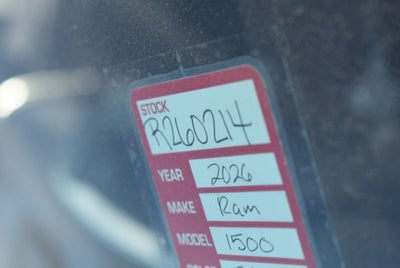 STOCK
R260214
YEAR 2026
MAKE Ram
MODEL 1500